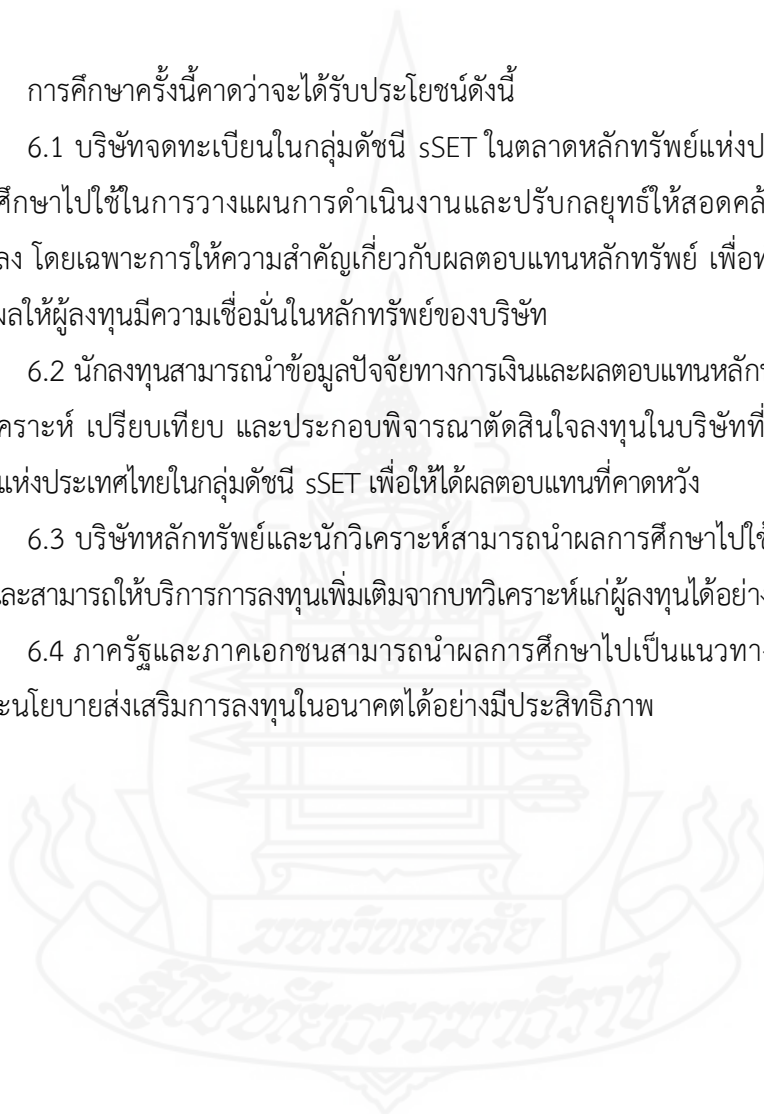 การศึกษาครั้งนี้คาดว่าจะได้รับประโยชน์ดังนี้
6.1 บริษัทจดทะเบียนในกลุ่มดัชนี sSET ในตลาดหลักทรัพย์แห่งป
ศึกษาไปใช้ในการวางแผนการดำเนินงานและปรับกลยุทธ์ให้สอดคล้
ลง โดยเฉพาะการให้ความสำคัญเกี่ยวกับผลตอบแทนหลักทรัพย์ เพื่อท
ผลให้ผู้ลงทุนมีความเชื่อมั่นในหลักทรัพย์ของบริษัท
6.2 นักลงทุนสามารถนำข้อมูลปัจจัยทางการเงินและผลตอบแทนหลักท
เคราะห์ เปรียบเทียบ และประกอบพิจารณาตัดสินใจลงทุนในบริษัทที่
แห่งประเทศไทยในกลุ่มดัชนี sSET เพื่อให้ได้ผลตอบแทนที่คาดหวัง
6.3 บริษัทหลักทรัพย์และนักวิเคราะห์สามารถนำผลการศึกษาไปใช้
และสามารถให้บริการการลงทุนเพิ่มเติมจากบทวิเคราะห์แก่ผู้ลงทุนได้อย่าง
6.4 ภาครัฐและภาคเอกชนสามารถนำผลการศึกษาไปเป็นแนวทา
ะนโยบายส่งเสริมการลงทุนในอนาคตได้อย่างมีประสิทธิภาพ
มหาวิทยาลัย
สุโขทัยธรรมาธิราช